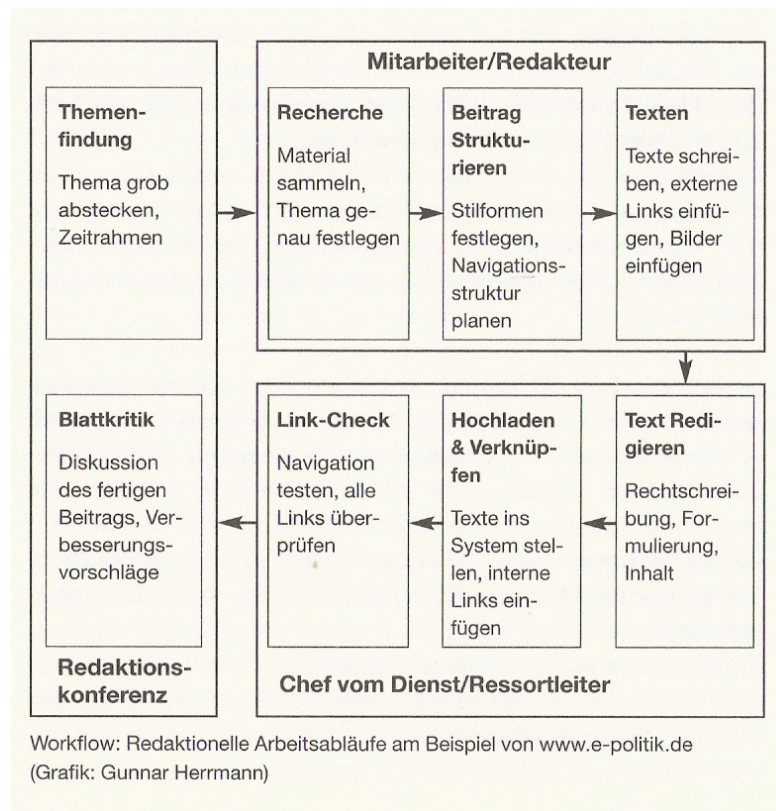 Mitarbeiter/Redakteur
Themen-
findung
Thema grob
abstecken,
Zeitrahmen
Recherche
Material
sammeln,
Thema ge-
nau festlegen
Beitrag
Struktu-
rieren
Stilformen
festlegen,
Navigations-
struktur
planen
Texten
Texte schrei-
ben, externe
Links einfü-
gen, Bilder
einfügen
Text Redi-
gieren
Rechtschrei-
bung, For-
mulierung,
Inhalt
Hochladen
& Verknüp-
fen
Texte ins
System stel-
len, interne
Links ein-
fügen
Link-Check
Navigation
testen, alle
Links über-
prüfen
Chef vom Dienst/Ressortleiter
Blattkritik
Diskussion
des fertigen
Beitrags, Ver-
besserungs-
vorschläge
Redaktions-
konferenz
Workflow: Redaktionelle Arbeitsabläufe am Beispiel von www.e-politik.de
(Grafik: Gunnar Herrmann)